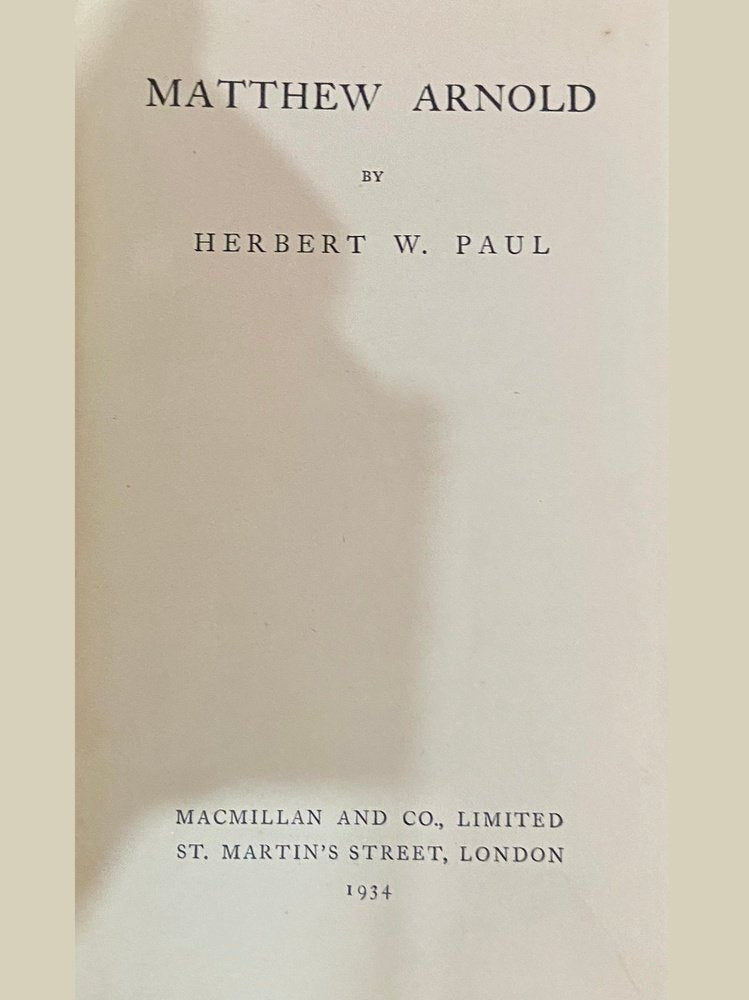 MATTHEW ARNOLD
BY
HERBERT W. PAUL
MACMILLAN AND CO., LIMITED
ST. MARTIN'S STREET, LONDON
1934